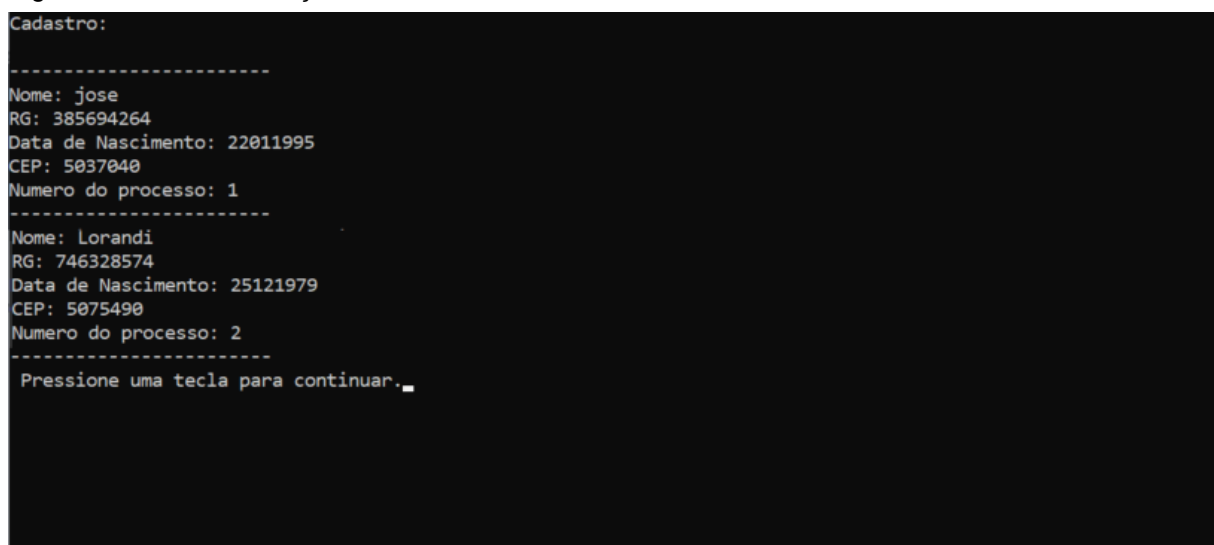 Cadastro:
------------------------
Nome: jose
RG: 385694264
Data de Nascimento: 22011995
CEP: 5037040
Numero do processo: 1
------------------------
Nome: Lorandi
RG: 746328574
Data de Nascimento: 25121979
CEP: 5075490
Numero do processo: 2
------------------------
Pressione uma tecla para continuar.